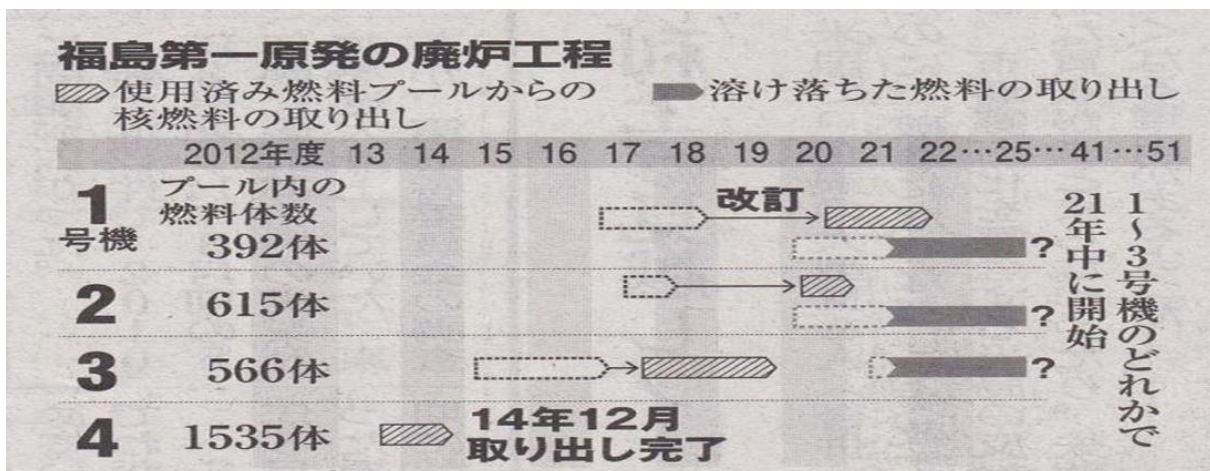 福島第一原発の廃炉工程
使用済み燃料プールからの
核燃料の取り出し
溶け落ちた燃料の取り出し
2012年度 13 14 15 16 17 18 19 20 21 22…25…41…51
1
号機
プール内の
燃料体数
392体
改訂
?
2
615体
?
3
566体
?
4
1535体
14年12月
取り出し完了
1〜3号機のどれかで
21年中に開始